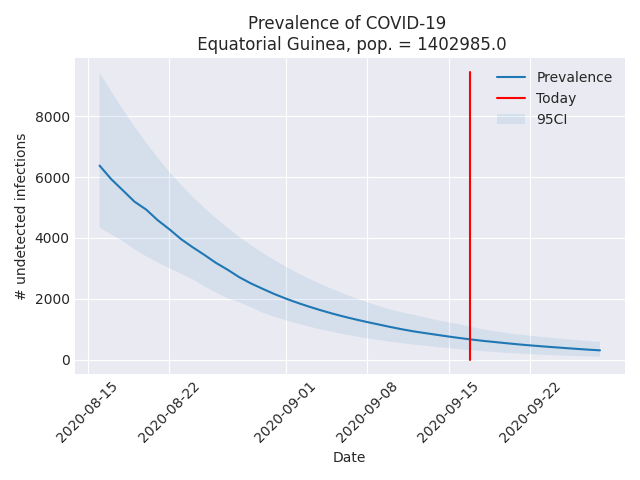 Prevalence of COVID-19
Equatorial Guinea, pop. = 1402985.0
Prevalence
Today
95CI
# undetected infections
8000
6000
4000
2000
0
2020-08-15
2020-08-22
2020-09-01
2020-09-08
2020-09-15
2020-09-22
Date